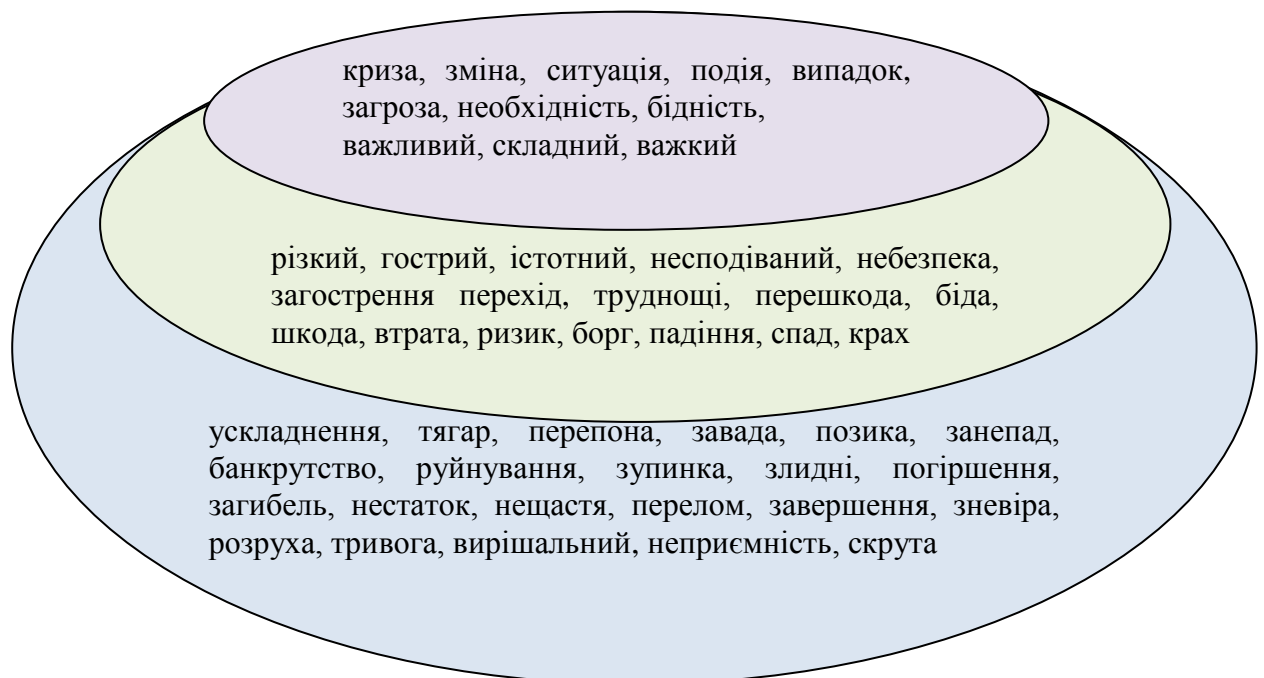 криза, зміна, ситуація, подія, випадок,
загроза, необхідність, бідність,
важливий, складний, важкий
різкий, гострий, істотний, несподіваний, небезпека,
загострення перехід, труднощі, перешкода, біда,
шкода, втрата, ризик, борг, падіння, спад, крах
ускладнення, тягар, перепона, завада, позика, занепад,
банкрутство, руйнування, зупинка, злидні, погіршення,
загибель, нестаток, нещастя, перелом, завершення, зневіра,
розруха, тривога, вирішальний, неприємність, скрута